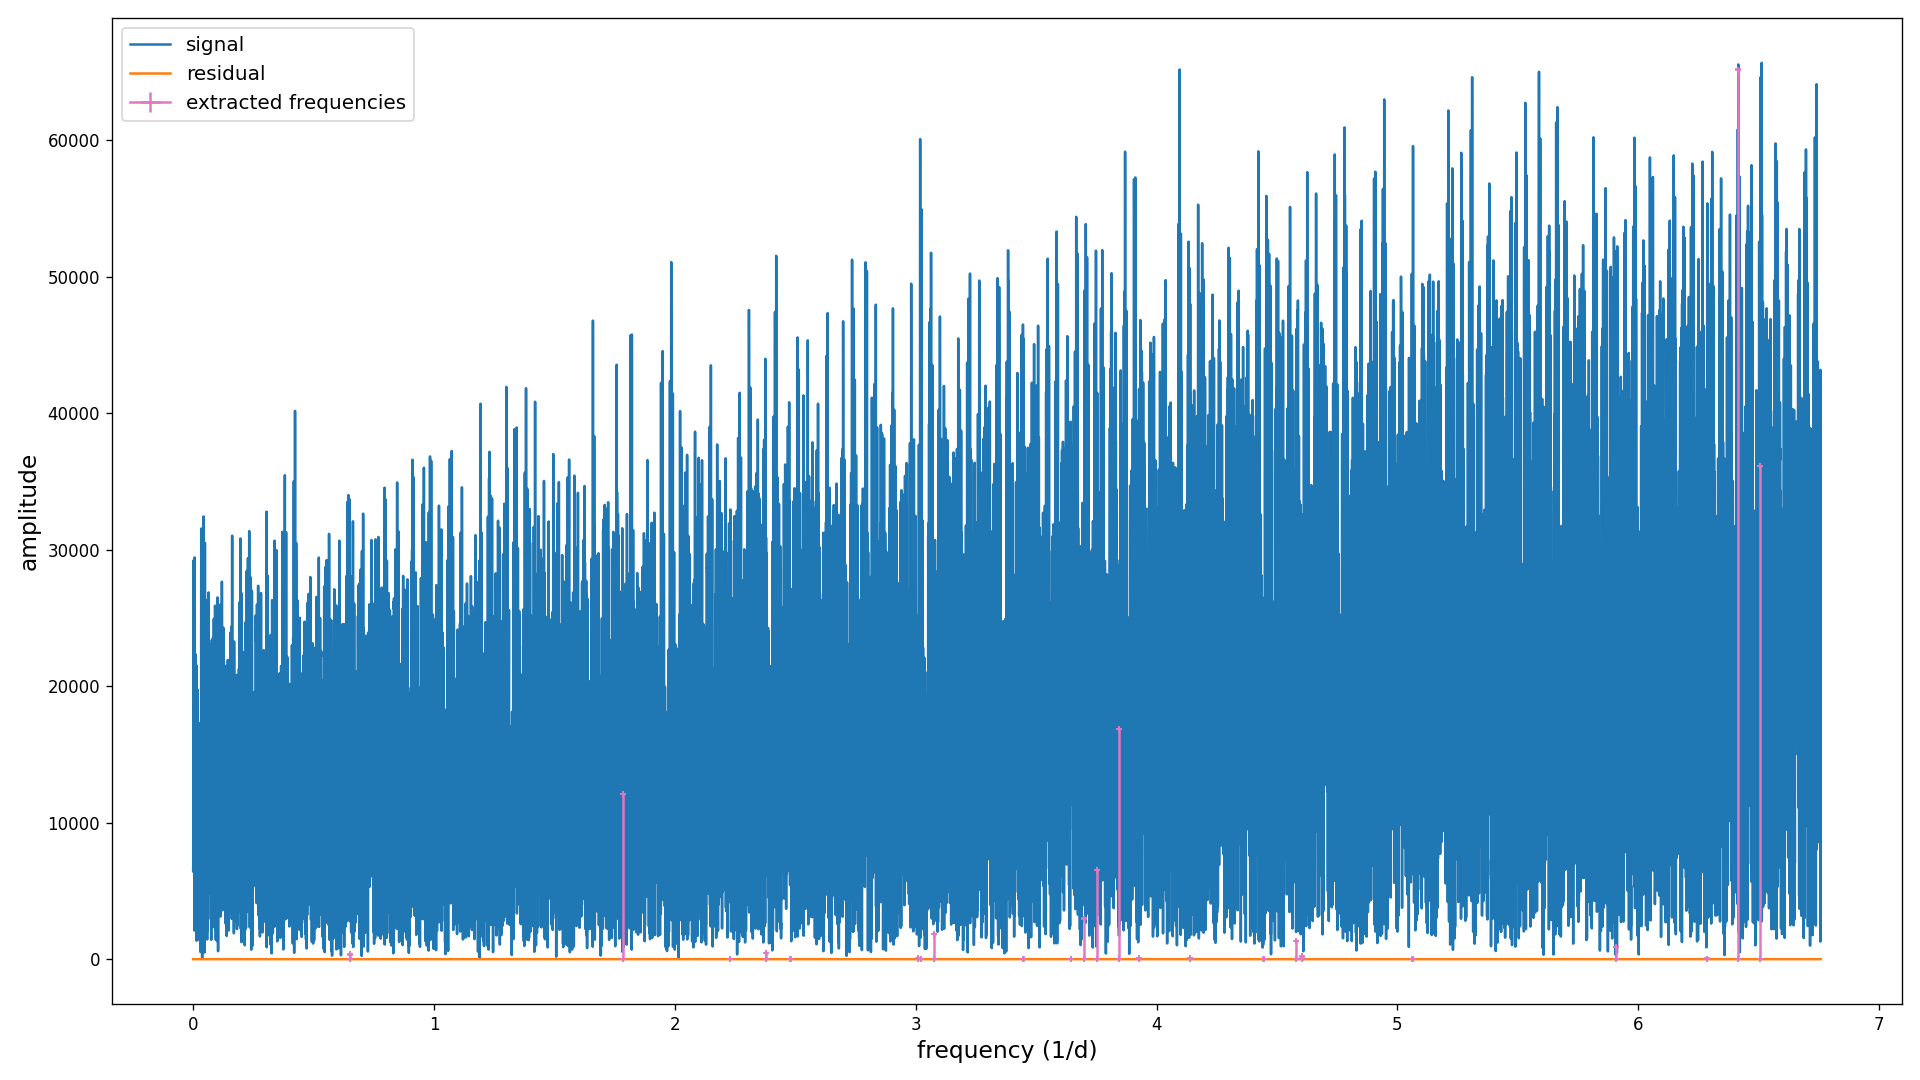 signal
residual
extracted frequencies
amplitude
60000
50000
40000
30000
20000
10000
0
0 1 2 3 4 5 6 7
frequency (1/d)